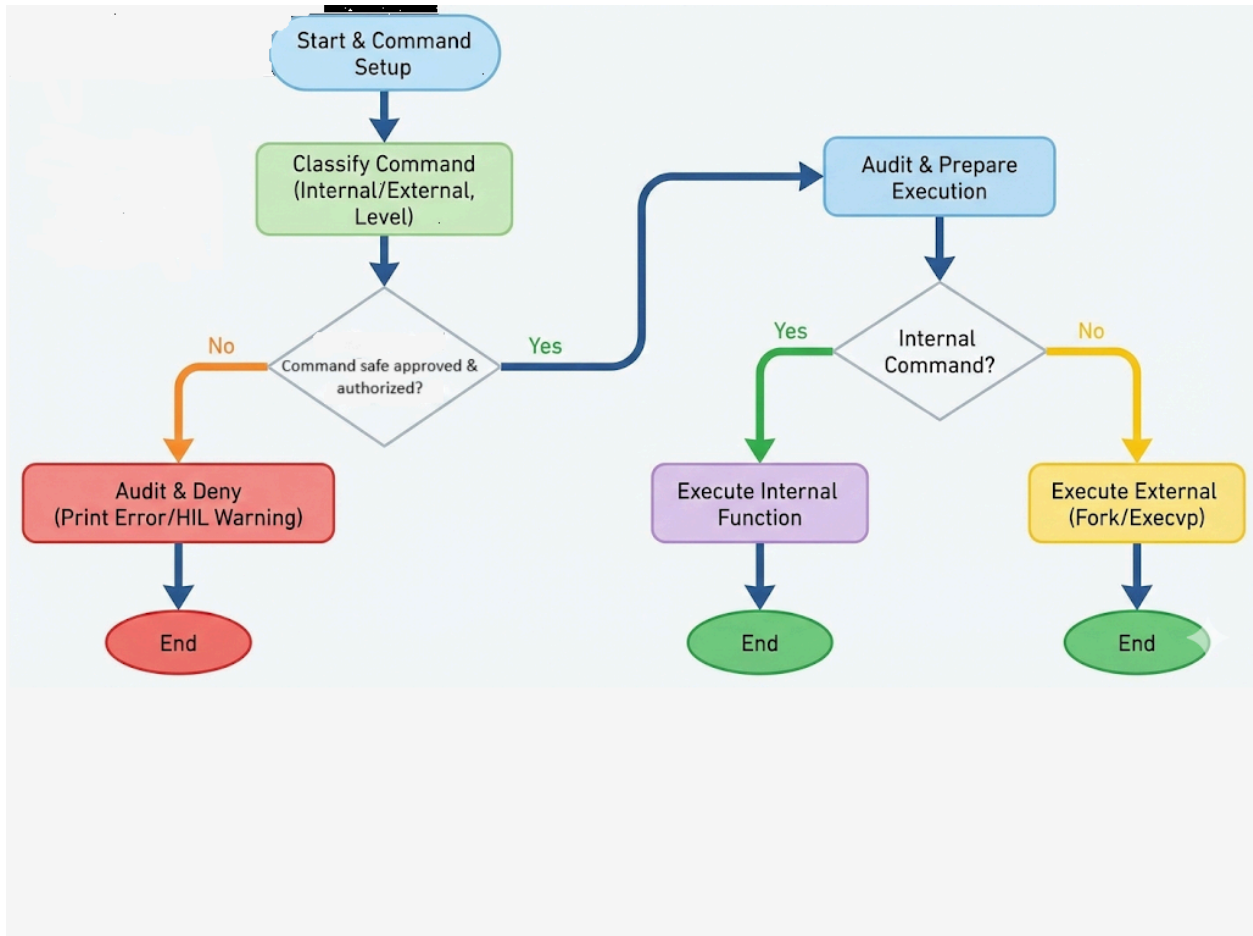 Start & Command
Setup
Classify Command
(Internal/External,
Level)
Command safe approved &
authorized?
No
Yes
Audit & Deny
(Print Error/HIL Warning)
End
Audit & Prepare
Execution
Internal
Command?
Yes
No
Execute Internal
Function
End
Execute External
(Fork/Execvp)
End